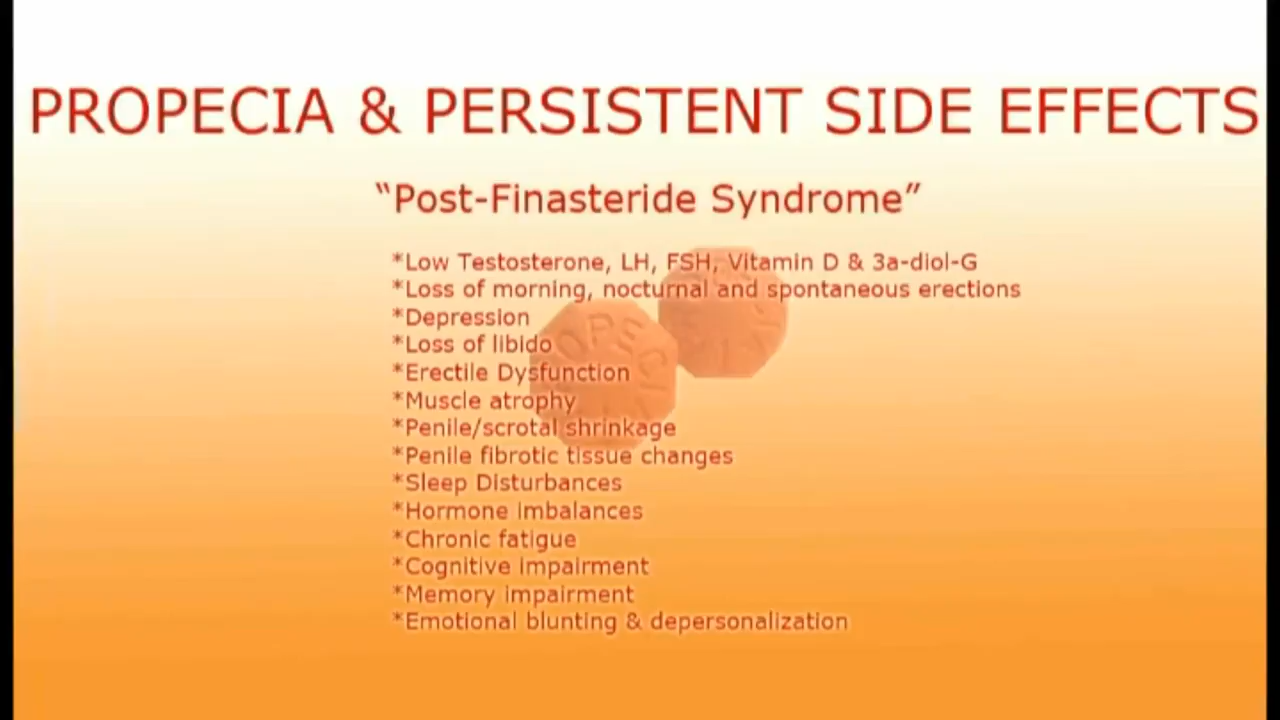 PROPECIA & PERSISTENT SIDE EFFECTS
“Post-Finasteride Syndrome”
*Low Testosterone, LH, FSH, Vitamin D & 3a-diol-G
*Loss of morning, nocturnal and spontaneous erections
*Depression
*Loss of libido
*Erectile Dysfunction
*Muscle atrophy
*Penile/scrotal shrinkage
*Penile fibrotic tissue changes
*Sleep Disturbances
*Hormone imbalances
*Chronic fatigue
*Cognitive impairment
*Memory impairment
*Emotional blunting & depersonalization